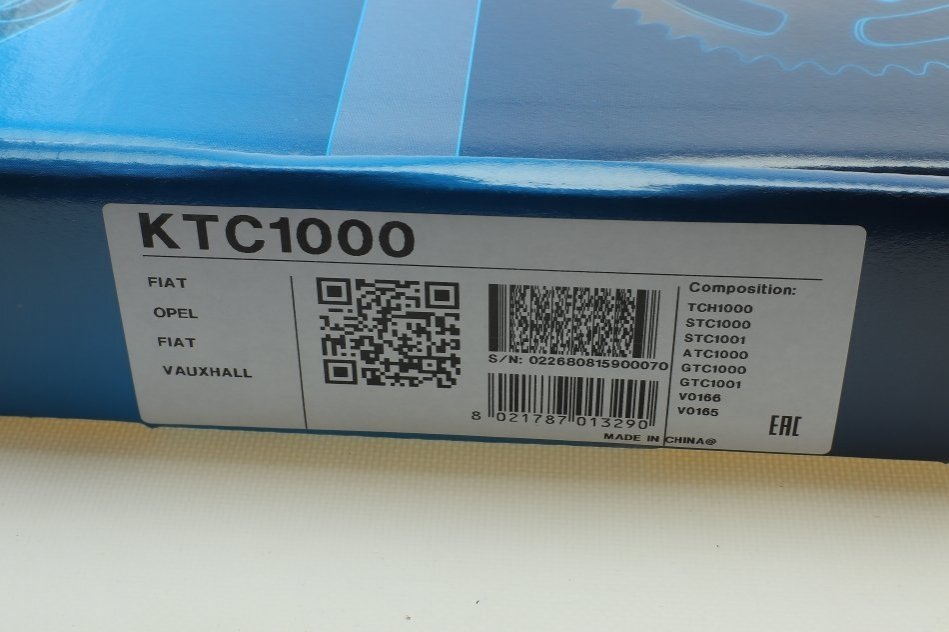 KTC1000
FIAT
OPEL
FIAT
VAUXHALL
S/N: 022680815900070
8 021787 013290
MADE IN CHINA@
Composition:
TCH1000
STC1000
STC1001
ATC1000
GTC1000
GTC1001
V0166
V0165
EAC